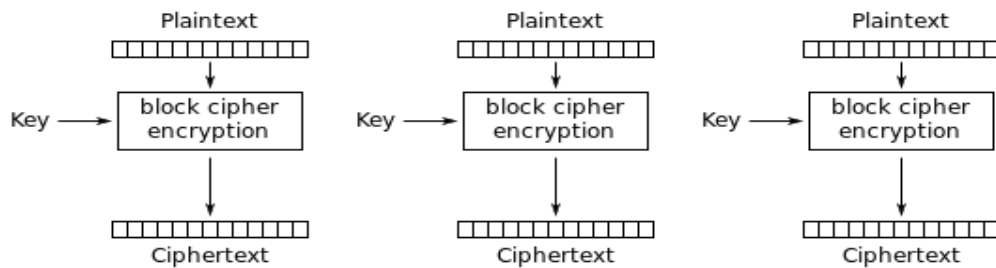 Plaintext
Plaintext
Plaintext
Key
block cipher
encryption
Key
block cipher
encryption
Key
block cipher
encryption
Ciphertext
Ciphertext
Ciphertext